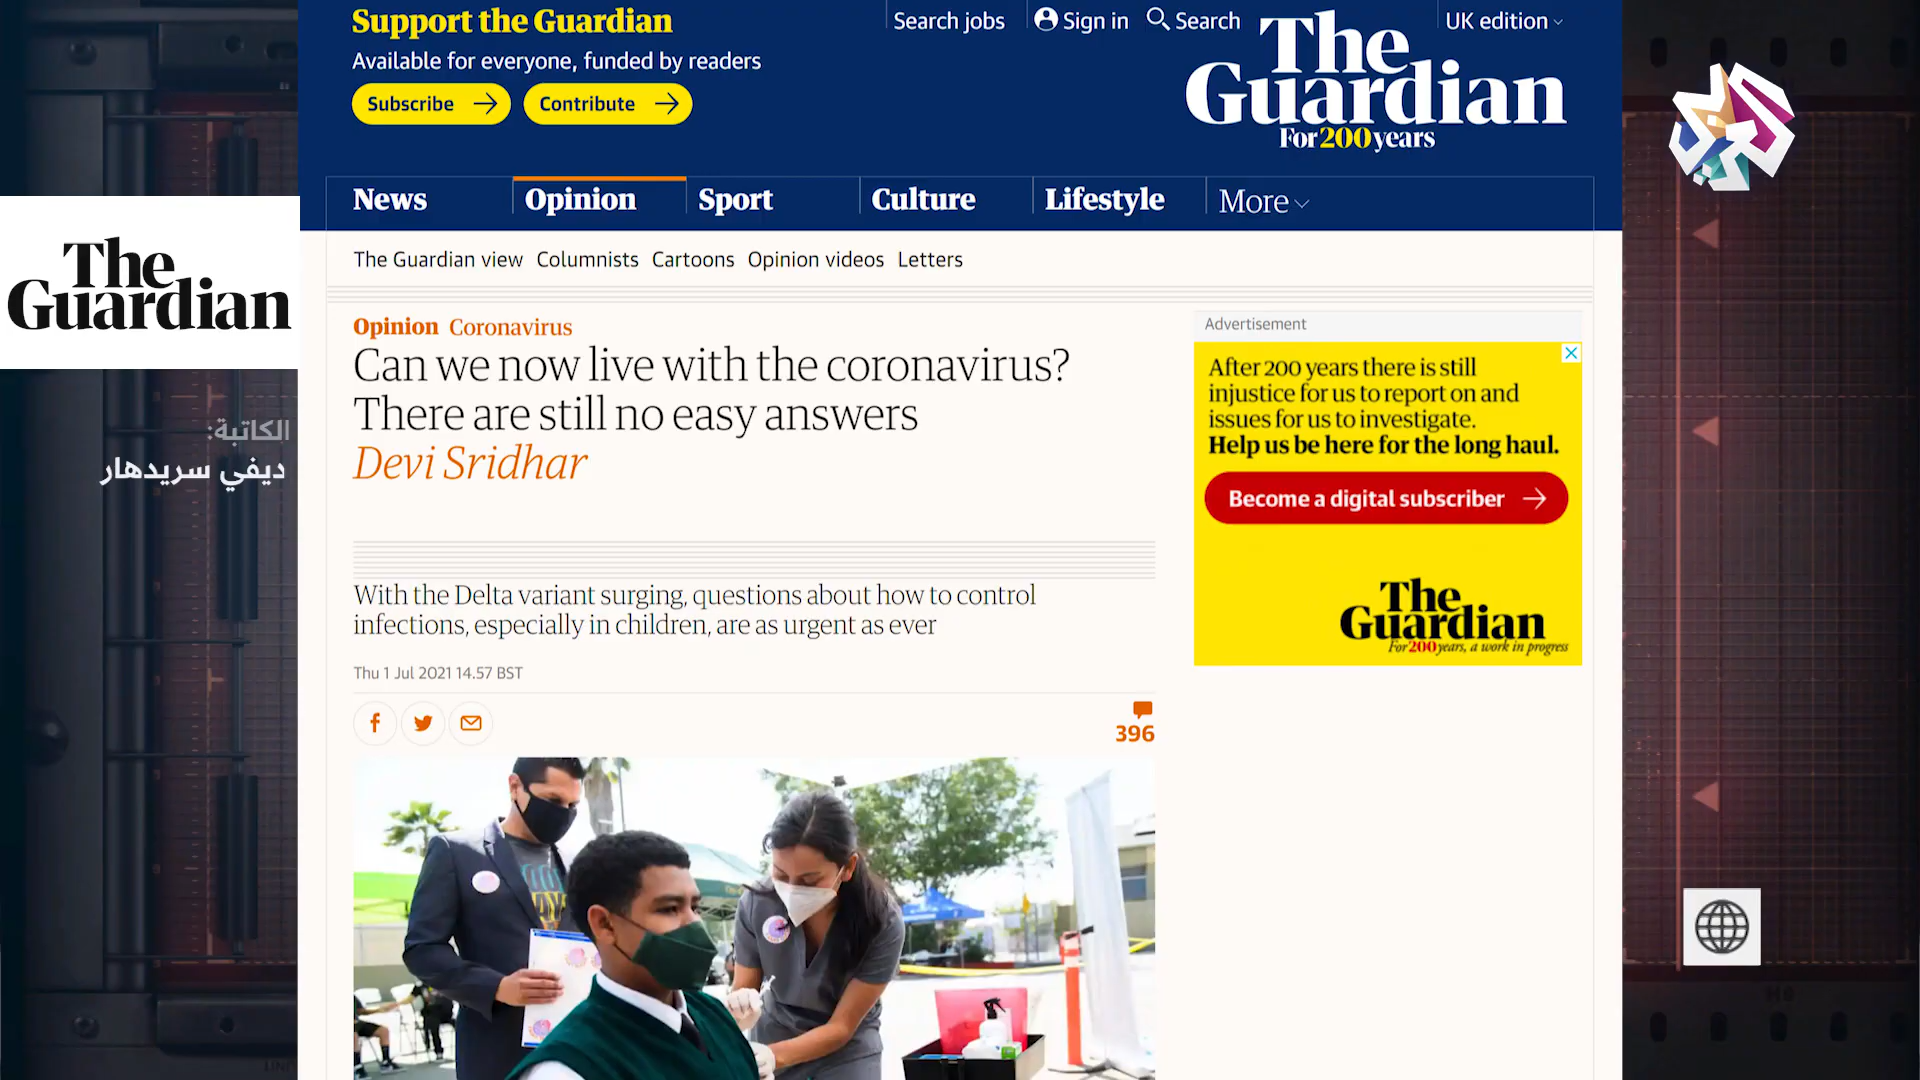 Support the Guardian
Available for everyone, funded by readers
Subscribe
Contribute
Search jobs
Sign in
Search
UK edition
The Guardian
For 200 years
News
Opinion
Sport
Culture
Lifestyle
More
The Guardian view
Columnists
Cartoons
Opinion videos
Letters
The
Guardian
الكاتبة:
ديفي سريدهار
Opinion Coronavirus
Can we now live with the coronavirus?
There are still no easy answers
Devi Sridhar
With the Delta variant surging, questions about how to control
infections, especially in children, are as urgent as ever
Thu 1 Jul 2021 14.57 BST
396
Advertisement
After 200 years there is still
injustice for us to report on and
issues for us to investigate.
Help us be here for the long haul.
Become a digital subscriber
The
Guardian
For 200 years, a work in progress